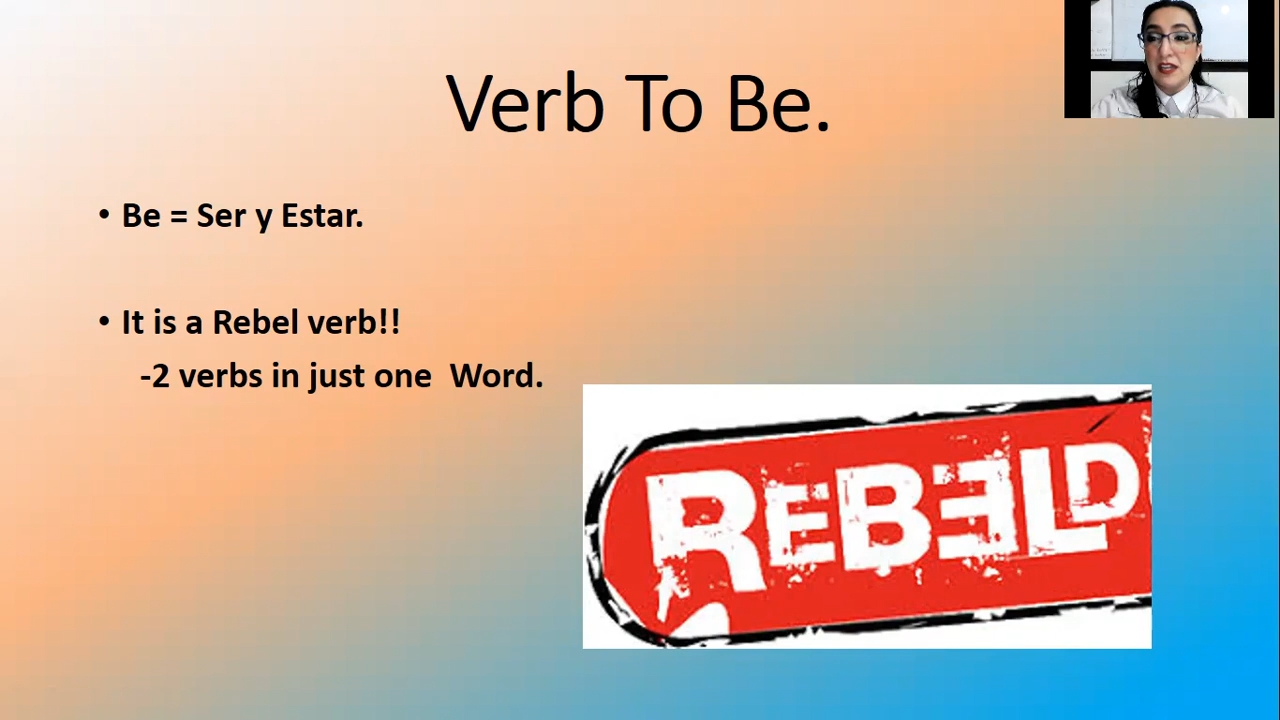 Verb To Be.
• Be = Ser y Estar.
• It is a Rebel verb!!
-2 verbs in just one Word.
REBELD